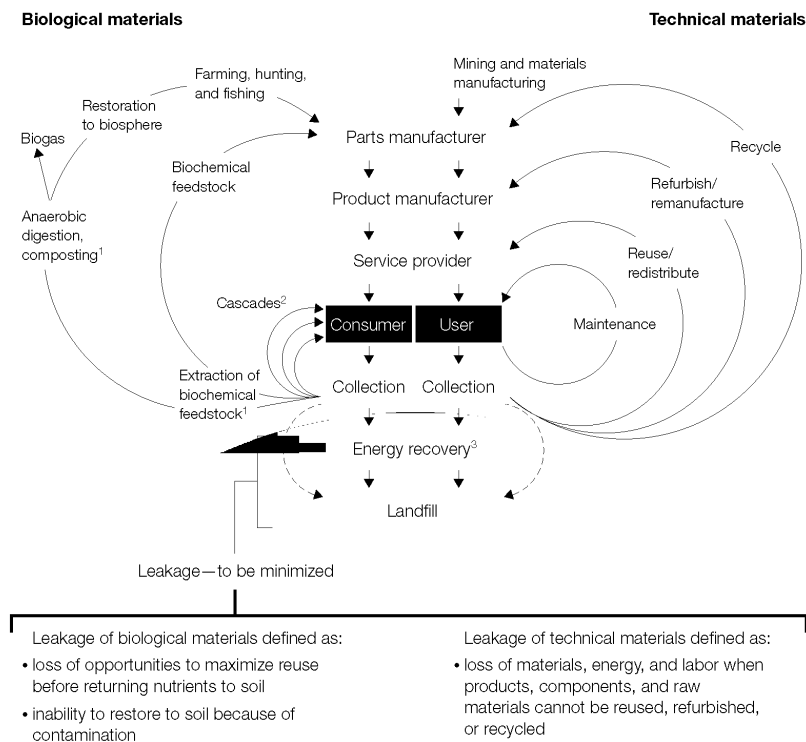 Biological materials
Technical materials
Farming, hunting,
and fishing
Mining and materials
manufacturing
Restoration
to biosphere
Biogas
Parts manufacturer
Recycle
Biochemical
feedstock
Refurbish/
remanufacture
Product manufacturer
Anaerobic
digestion,
composting¹
Reuse/
redistribute
Service provider
Cascades²
Consumer
User
Maintenance
Extraction of
biochemical
feedstock¹
Collection
Collection
Energy recovery³
Landfill
Leakage—to be minimized
Leakage of biological materials defined as:
• loss of opportunities to maximize reuse
before returning nutrients to soil
• inability to restore to soil because of
contamination
Leakage of technical materials defined as:
• loss of materials, energy, and labor when
products, components, and raw
materials cannot be reused, refurbished,
or recycled